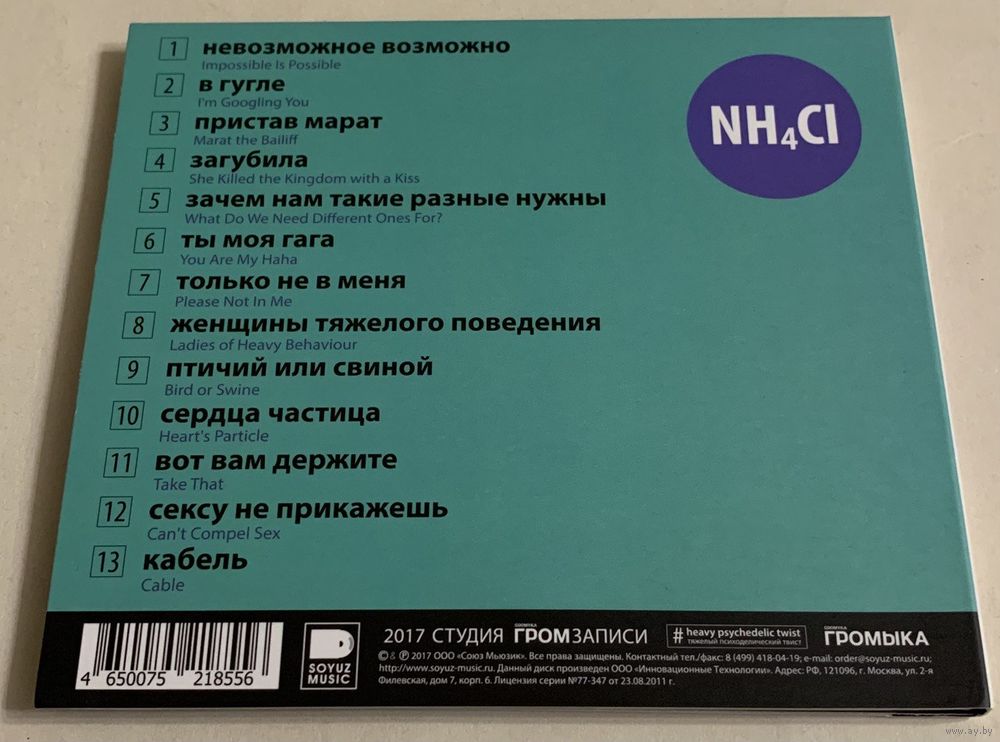 1 невозможное возможно
Impossible Is Possible
2 в гугле
I'm Googling You
3 пристав марат
Marat the Bailiff
4 загубила
She Killed the Kingdom with a Kiss
5 зачем нам такие разные нужны
What Do We Need Different Ones For?
6 ты моя гага
You Are My Haha
7 только не в меня
Please Not In Me
8 женщины тяжелого поведения
Ladies of Heavy Behaviour
9 птичий или свиной
Bird or Swine
10 сердца частица
Heart's Particle
11 вот вам держите
Take That
12 сексу не прикажешь
Can't Compel Sex
13 кабель
Cable
NH4Cl
4 650075 218556
SOYUZ
MUSIC
2017 СТУДИЯ ГРОМЗАПИСИ
# heavy psychedelic twist
тяжелый психоделический твист
ГРОМЫКА
© & ℗ 2017 ООО «Союз Мьюзик». Все права защищены. Контактный тел./факс: 8 (499) 418-04-19; e-mail: order@soyuz-music.ru;
http://www.soyuz-music.ru. Данный диск произведен ООО «Инновационные Технологии». Адрес: РФ, 121096, г. Москва, ул. 2-я
Филевская, дом 7, корп. 6. Лицензия серии №77-347 от 23.08.2011 г.
www.ay.by